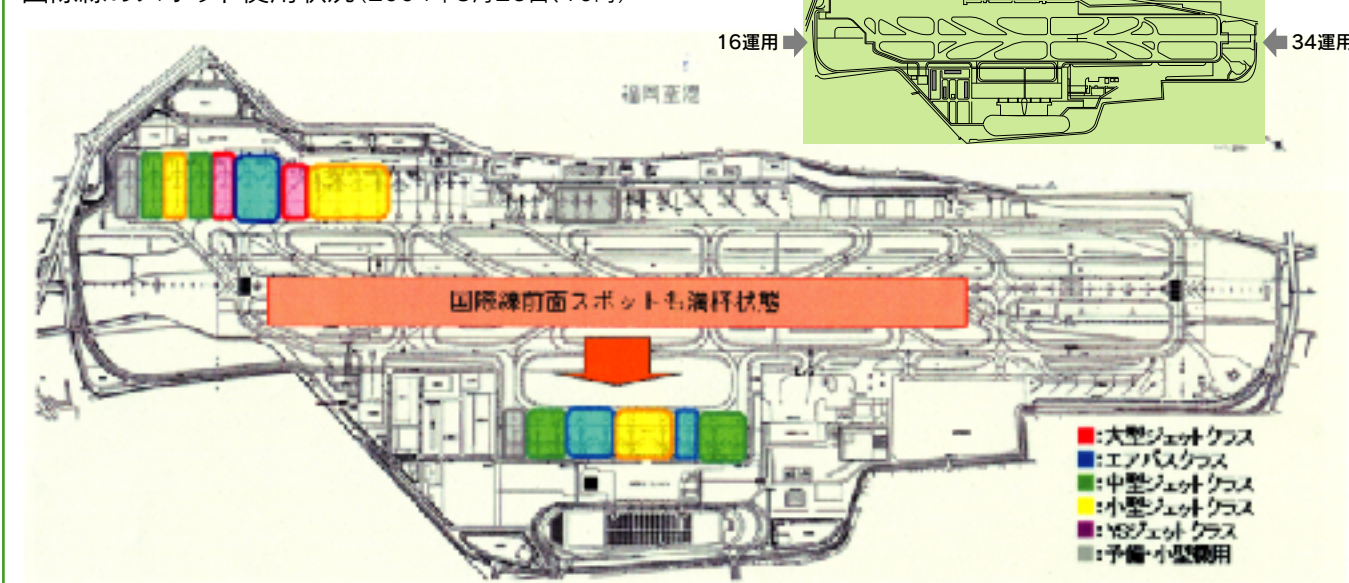 16運用
34運用
福岡空港
国際線前面スポットも満杯状態
:大型ジェットクラス
:エアバスクラス
:中型ジェットクラス
:小型ジェットクラス
:YSジェットクラス
:予備・小型機用